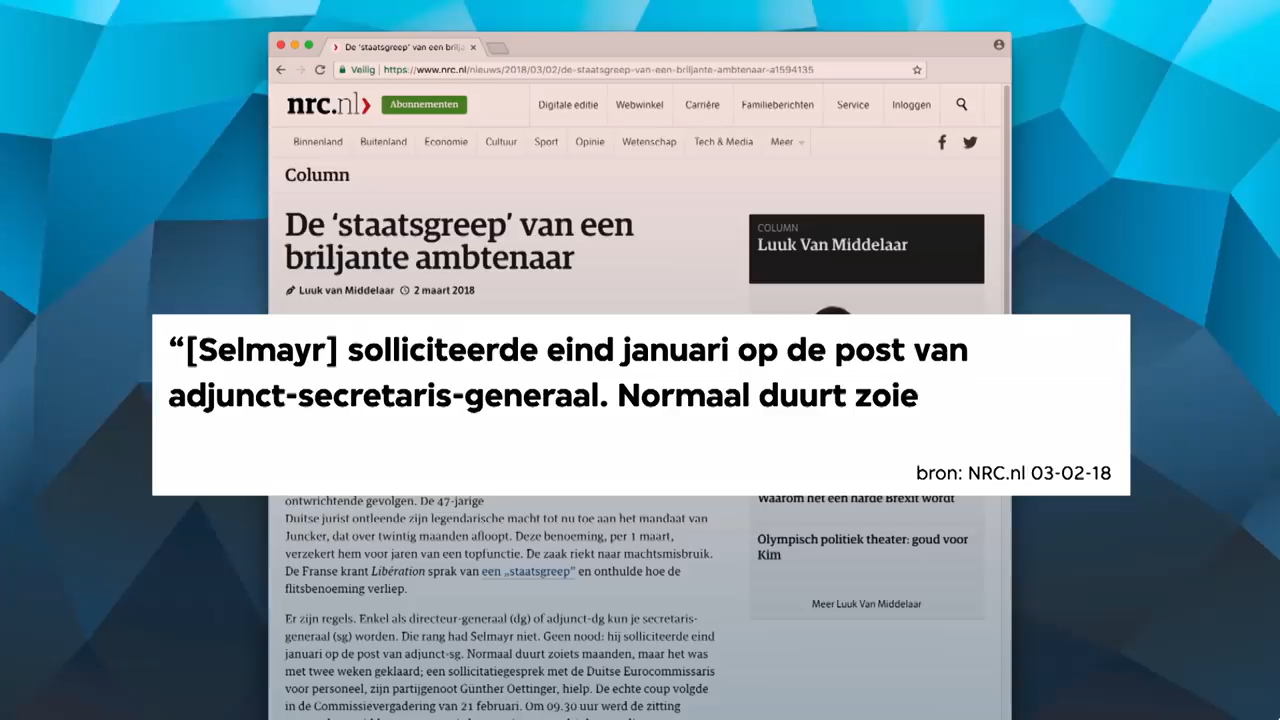 De 'staatsgreep' van een brilja
Veilig | https://www.nrc.nl/nieuws/2018/03/02/de-staatsgreep-van-een-briljante-ambtenaar-a1594135
nrc.nl Abonnementen Digitale editie Webwinkel Carrière Familieberichten Service Inloggen
Binnenland Buitenland Economie Cultuur Sport Opinie Wetenschap Tech & Media Meer
Column
De ‘staatsgreep’ van een
briljante ambtenaar
Luuk van Middelaar 2 maart 2018
COLUMN
Luuk Van Middelaar
“[Selmayr] solliciteerde eind januari op de post van
adjunct-secretaris-generaal. Normaal duurt zoie
bron: NRC.nl 03-02-18
ontwrichtende gevolgen. De 47-jarige
Duitse jurist ontleende zijn legendarische macht tot nu toe aan het mandaat van
Juncker, dat over twintig maanden afloopt. Deze benoeming, per 1 maart,
verzekert hem voor jaren van een topfunctie. De zaak riekt naar machtsmisbruik.
De Franse krant Libération sprak van een „staatsgreep” en onthulde hoe de
flitsbenoeming verliep.
Er zijn regels. Enkel als directeur-generaal (dg) of adjunct-dg kun je secretaris-
generaal (sg) worden. Die rang had Selmayr niet. Geen nood: hij solliciteerde eind
januari op de post van adjunct-sg. Normaal duurt zoiets maanden, maar het was
met twee weken geklaard; een sollicitatiegesprek met de Duitse Eurocommissaris
voor personeel, zijn partijgenoot Günther Oettinger, hielp. De echte coup volgde
in de Commissievergadering van 21 februari. Om 09.30 uur werd de zitting
Waarom het een harde Brexit wordt
Olympisch politiek theater: goud voor
Kim
Meer Luuk Van Middelaar